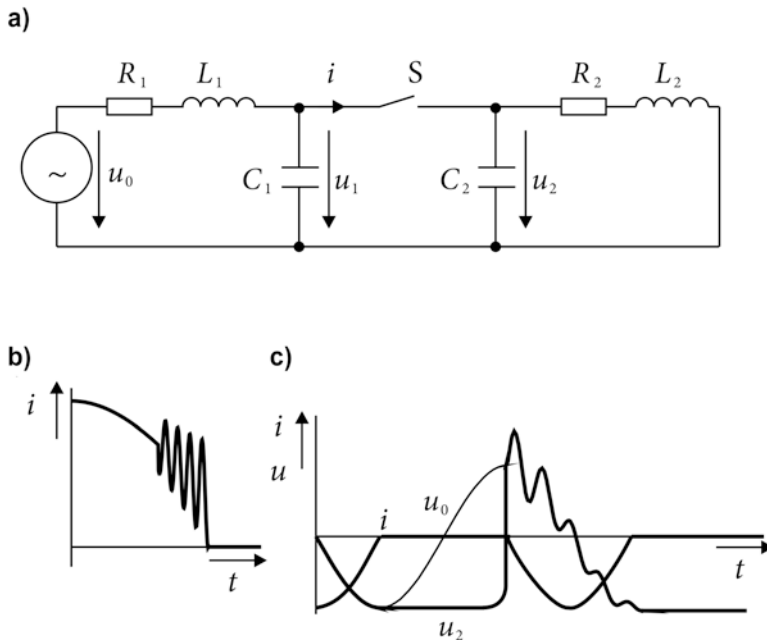 a)
R₁ L₁ i S R₂ L₂
~ u₀ C₁ u₁ C₂ u₂
b) c)
i
i
u
u₀
i
t
t
u₂